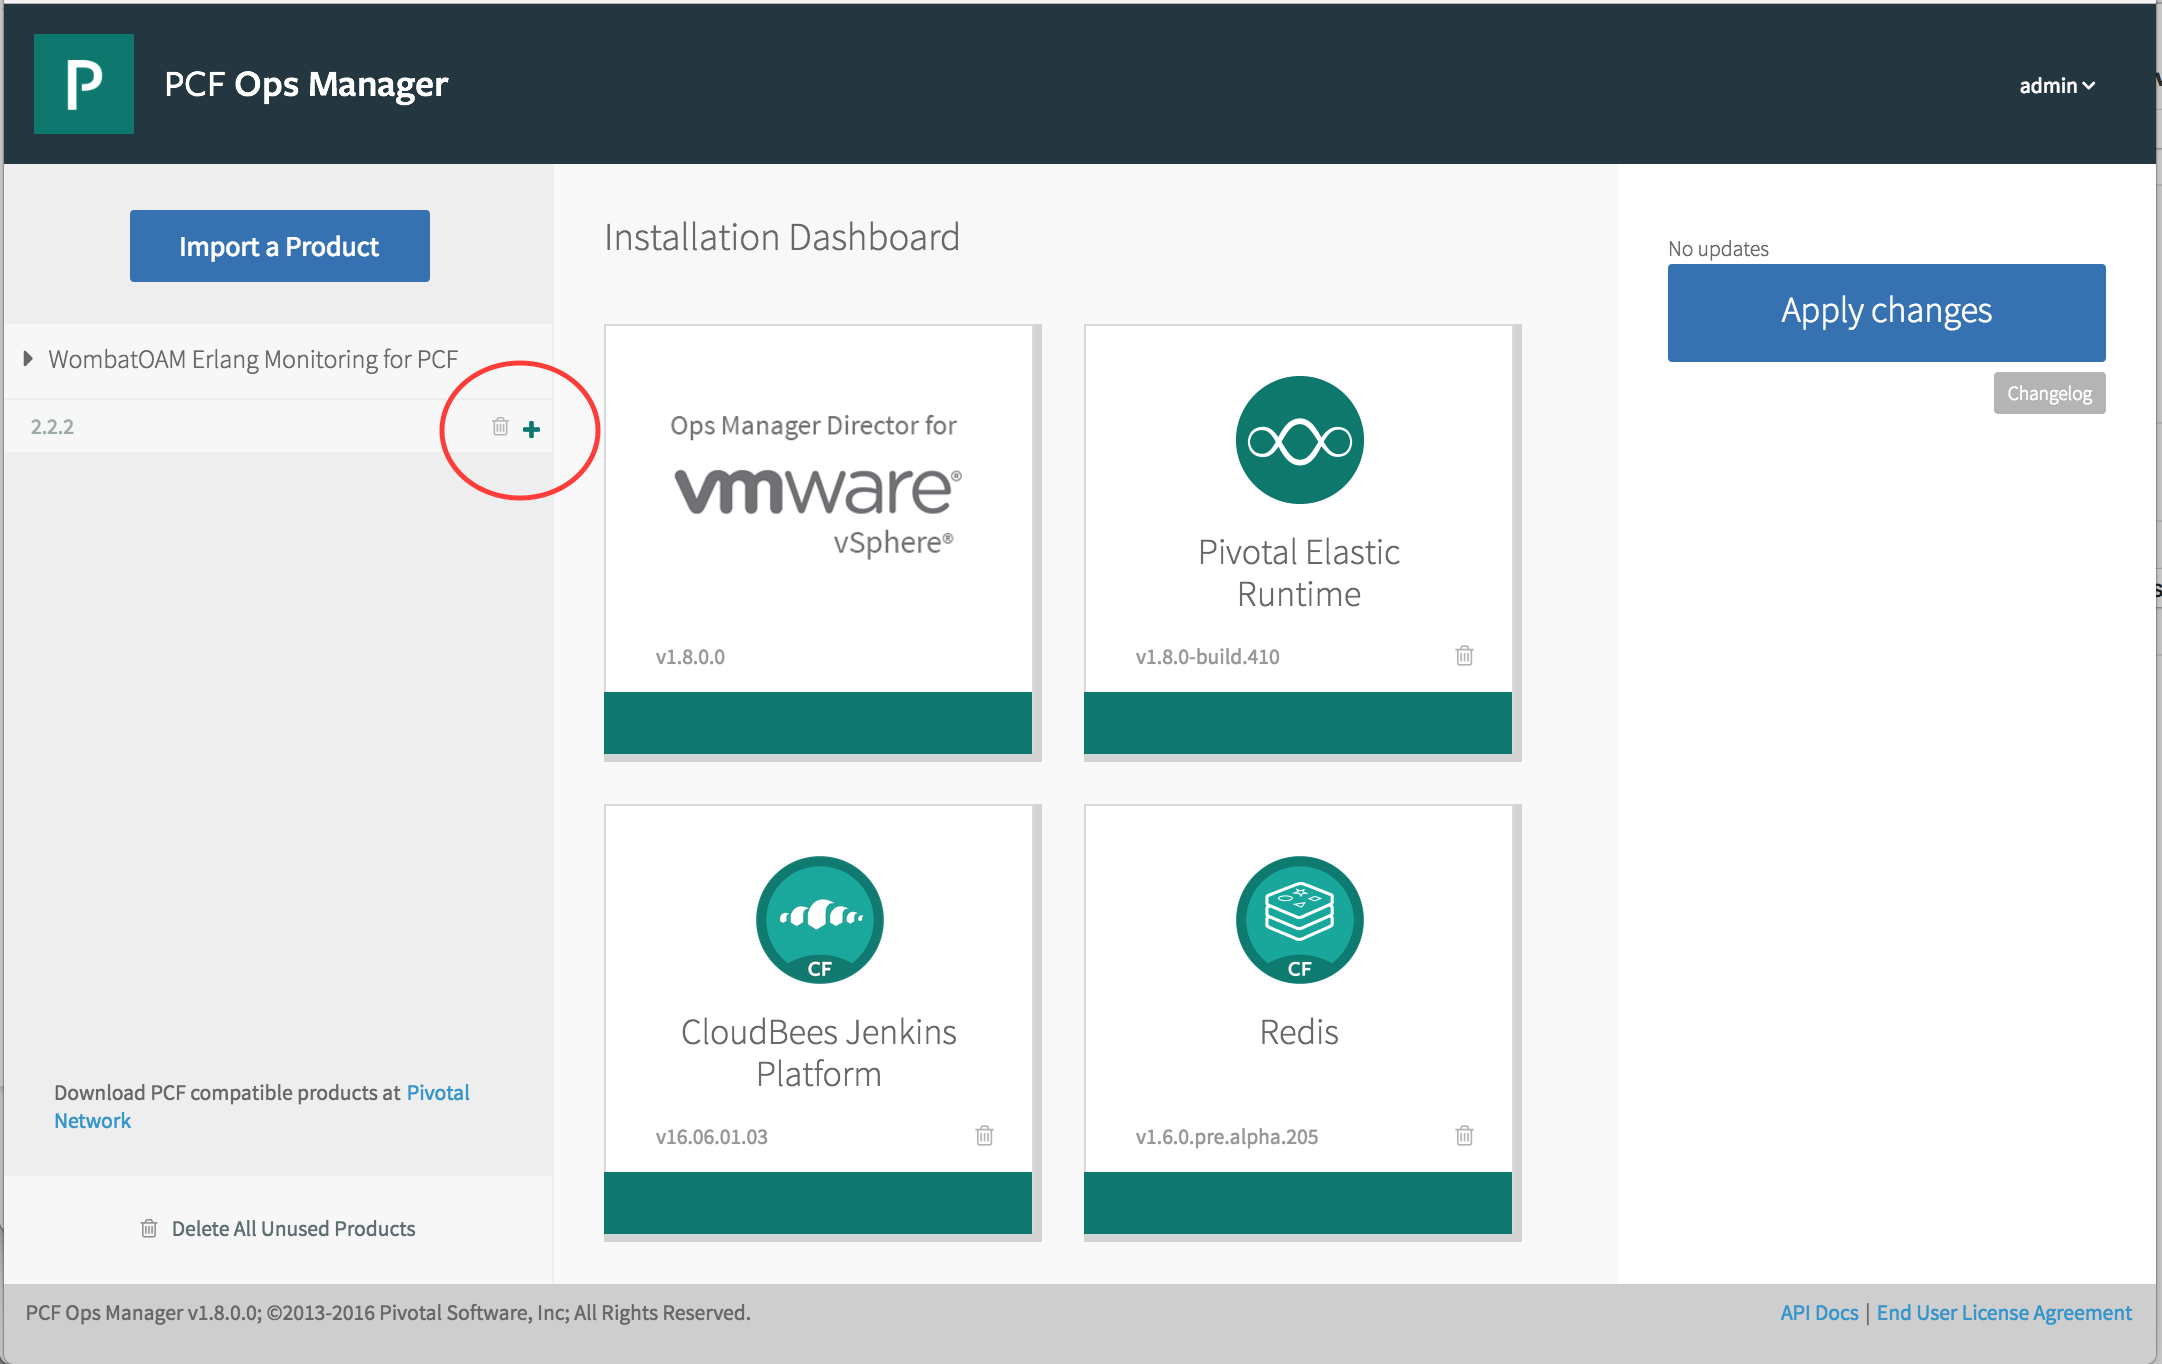 P
PCF Ops Manager
admin
Import a Product
WombatOAM Erlang Monitoring for PCF
2.2.2
Download PCF compatible products at Pivotal
Network
Delete All Unused Products
Installation Dashboard
Ops Manager Director for
vmware®
vSphere®
v1.8.0.0
Pivotal Elastic
Runtime
v1.8.0-build.410
CF
CloudBees Jenkins
Platform
v16.06.01.03
CF
Redis
v1.6.0.pre.alpha.205
No updates
Apply changes
Changelog
PCF Ops Manager v1.8.0.0; ©2013-2016 Pivotal Software, Inc; All Rights Reserved.
API Docs | End User License Agreement